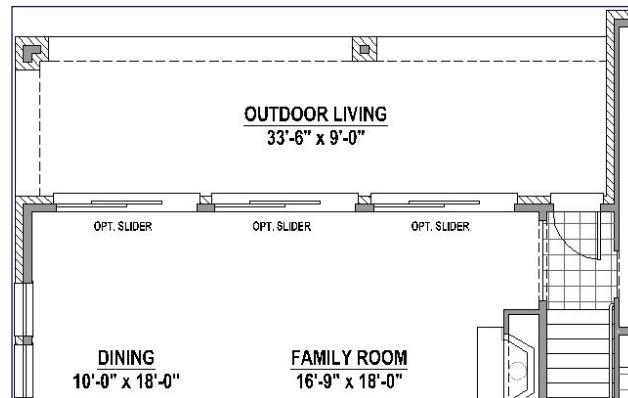 OUTDOOR LIVING
33'-6" x 9'-0"
OPT. SLIDER
OPT. SLIDER
OPT. SLIDER
DINING
10'-0" x 18'-0"
FAMILY ROOM
16'-9" x 18'-0"